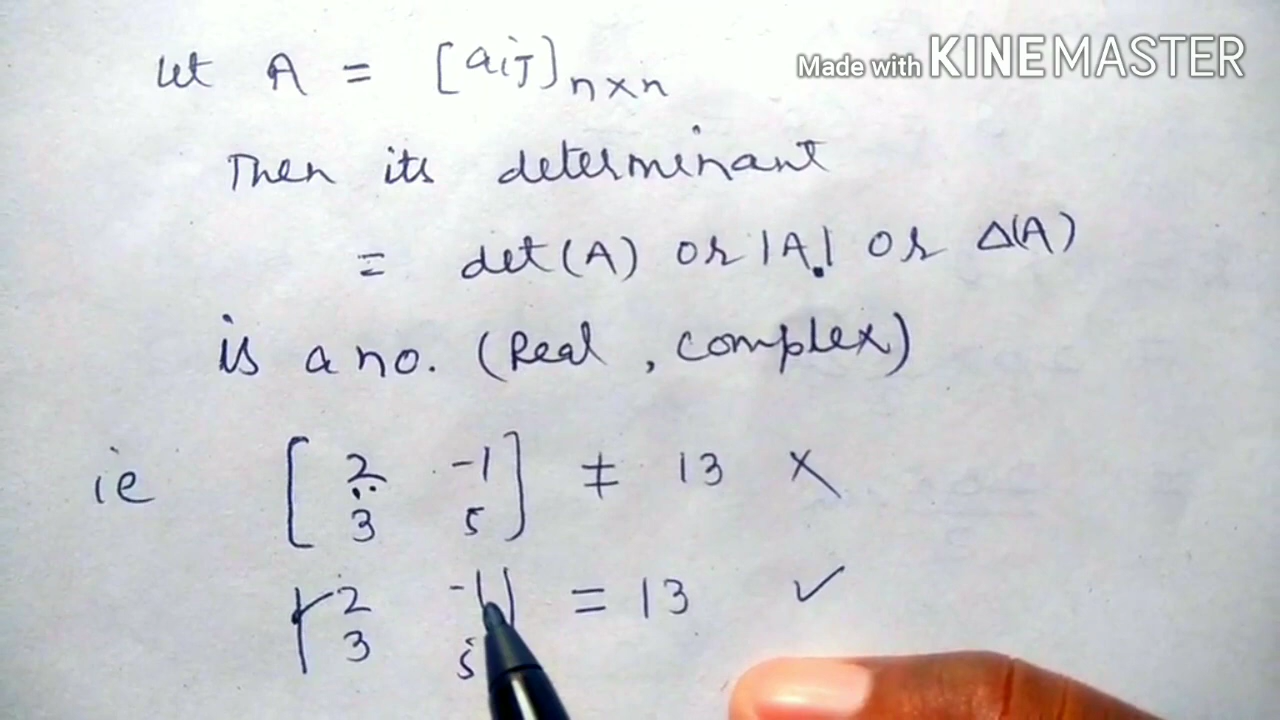 Made with KINEMASTER
Let A = [aij]n×n
Then its determinant
= det(A) or |A| or Δ(A)
is a no. (Real, complex)
ie [2 -1] ≠ 13 ×
3 5
|2 -1| = 13 ✓
3 5